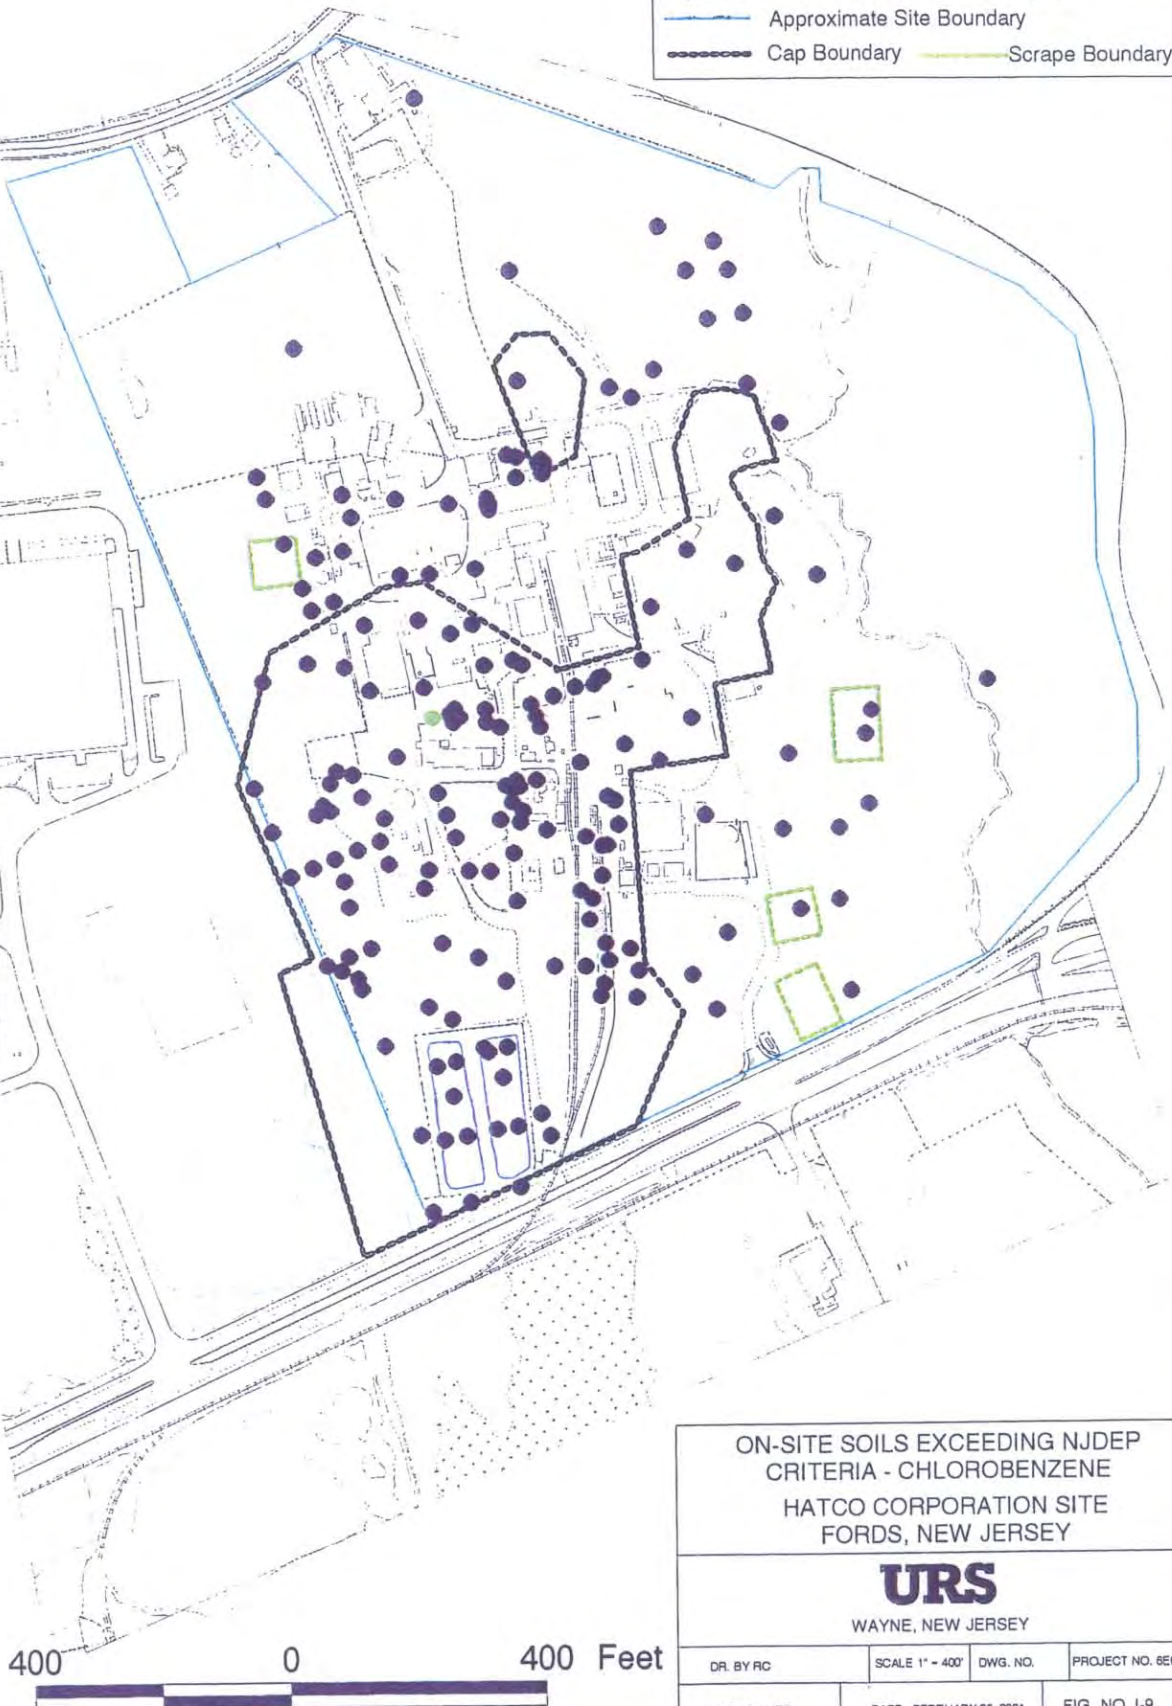 Approximate Site Boundary
Cap Boundary Scrape Boundary
ON-SITE SOILS EXCEEDING NJDEP
CRITERIA - CHLOROBENZENE
HATCO CORPORATION SITE
FORDS, NEW JERSEY
URS
WAYNE, NEW JERSEY
DR. BY RC SCALE 1" = 400' DWG. NO. PROJECT NO.
400 0 400 Feet
FIG. NO.